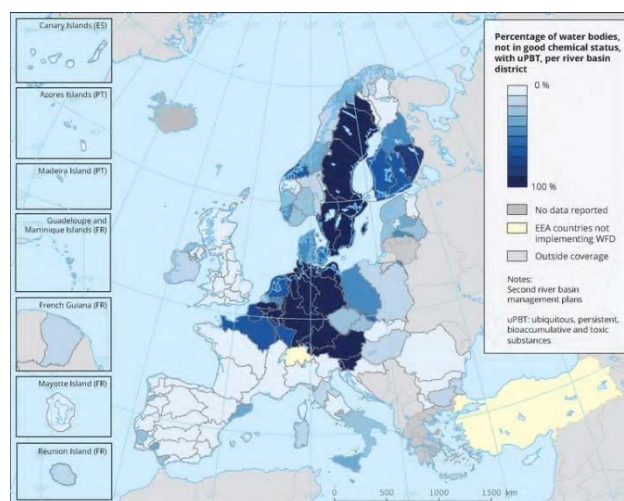 Canary Islands (ES)
Azores Islands (PT)
Madeira Island (PT)
Guadeloupe and
Martinique Islands (FR)
French Guiana (FR)
Mayotte Island (FR)
Réunion Island (FR)
Percentage of water bodies,
not in good chemical status,
with uPBT, per river basin
district
0 %
100 %
No data reported
EEA countries not
implementing WFD
Outside coverage
Notes:
Second river basin
management plans
uPBT: ubiquitous, persistent,
bioaccumulative and toxic
substances
0 500 1000 1500 km